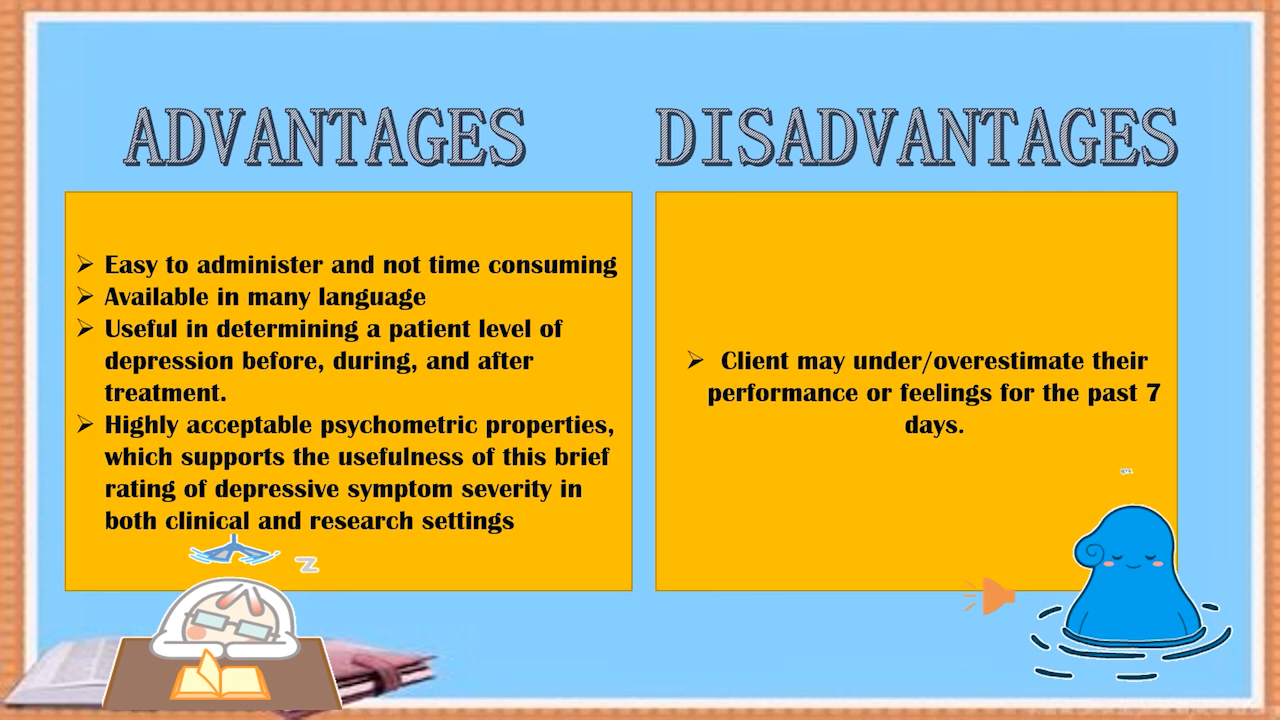 ADVANTAGES
DISADVANTAGES
➢ Easy to administer and not time consuming
➢ Available in many language
➢ Useful in determining a patient level of
depression before, during, and after
treatment.
➢ Highly acceptable psychometric properties,
which supports the usefulness of this brief
rating of depressive symptom severity in
both clinical and research settings
➢ Client may under/overestimate their
performance or feelings for the past 7
days.
Z